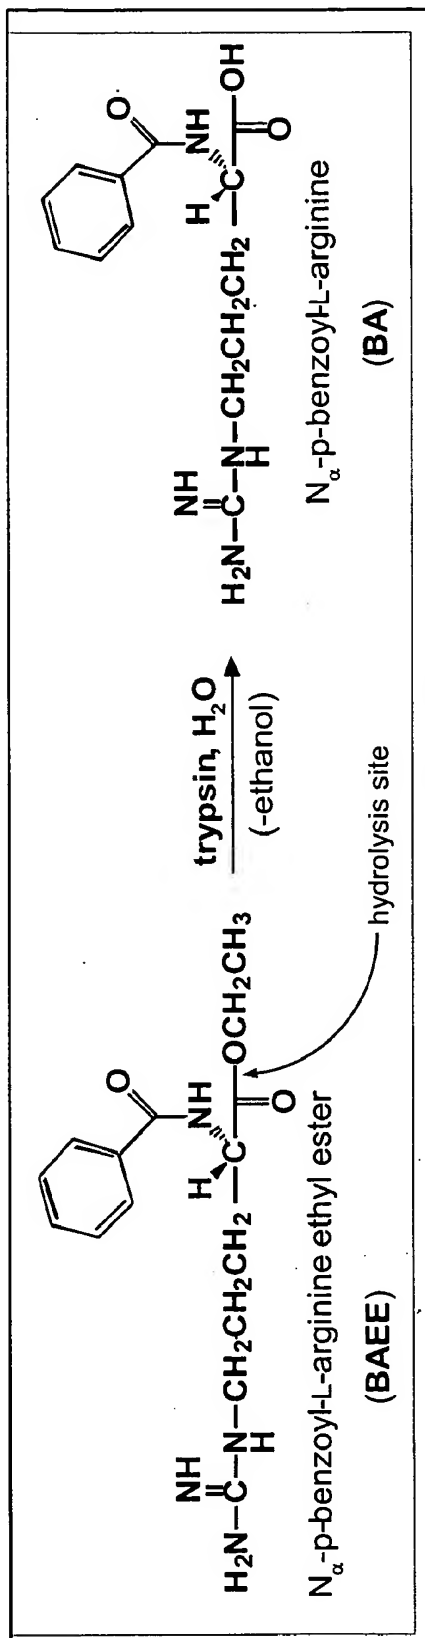 O
NH
NH
H
H₂N–C–N–CH₂CH₂CH₂–C–OCH₂CH₃
H
O
Nα-p-benzoyl-L-arginine ethyl ester
(BAEE)
hydrolysis site
trypsin, H₂O
(-ethanol)
O
NH
NH
H
H₂N–C–N–CH₂CH₂CH₂–C–OH
H
O
Nα-p-benzoyl-L-arginine
(BA)